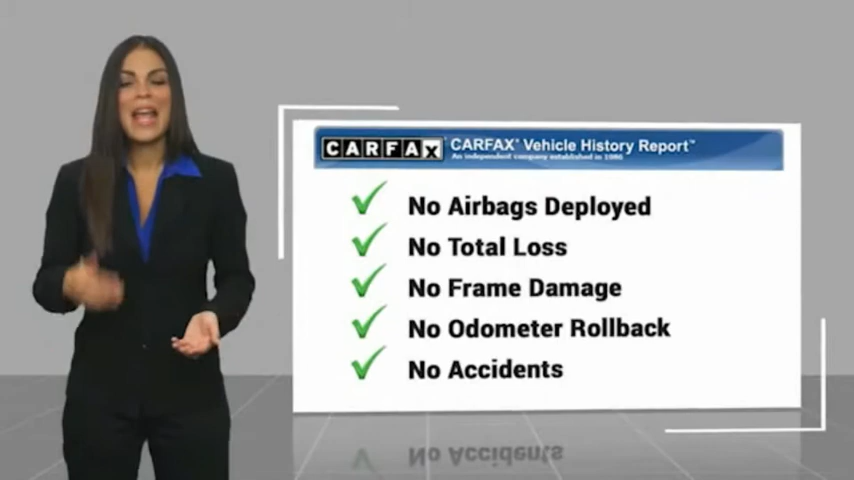 CARFAX CARFAX® Vehicle History Report™
An independent company established in 1986
No Airbags Deployed
No Total Loss
No Frame Damage
No Odometer Rollback
No Accidents
No Accidents